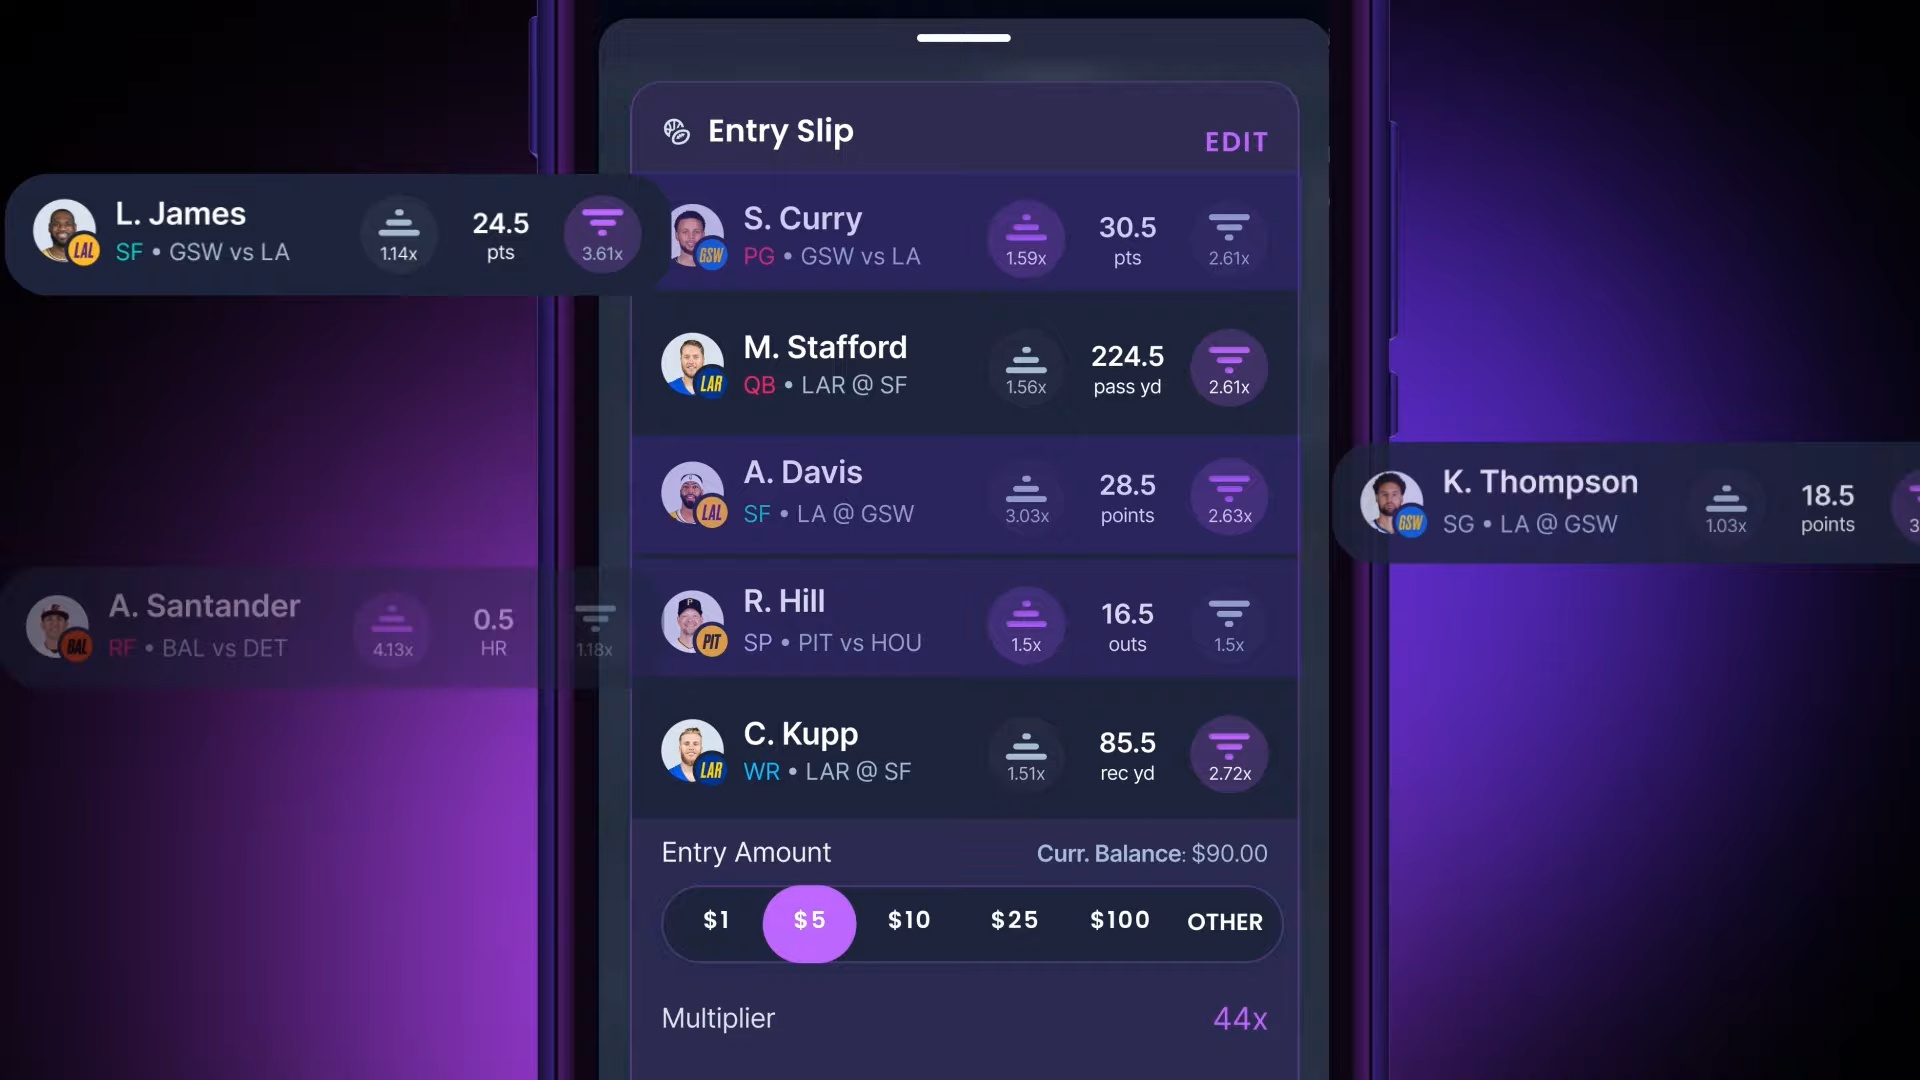 Entry Slip
EDIT
L. James
LAL
SF • GSW vs LA
1.14x
24.5
pts
3.61x
S. Curry
GSW
PG • GSW vs LA
1.59x
30.5
pts
2.61x
M. Stafford
LAR
QB • LAR @ SF
1.56x
224.5
pass yd
2.61x
A. Davis
LAL
SF • LA @ GSW
3.03x
28.5
points
2.63x
K. Thompson
GSW
SG • LA @ GSW
1.03x
18.5
points
3
A. Santander
BAL
RF • BAL vs DET
4.13x
0.5
HR
1.18x
R. Hill
PIT
SP • PIT vs HOU
1.5x
16.5
outs
1.5x
C. Kupp
LAR
WR • LAR @ SF
1.51x
85.5
rec yd
2.72x
Entry Amount
Curr. Balance: $90.00
$1 $5 $10 $25 $100 OTHER
Multiplier
44x